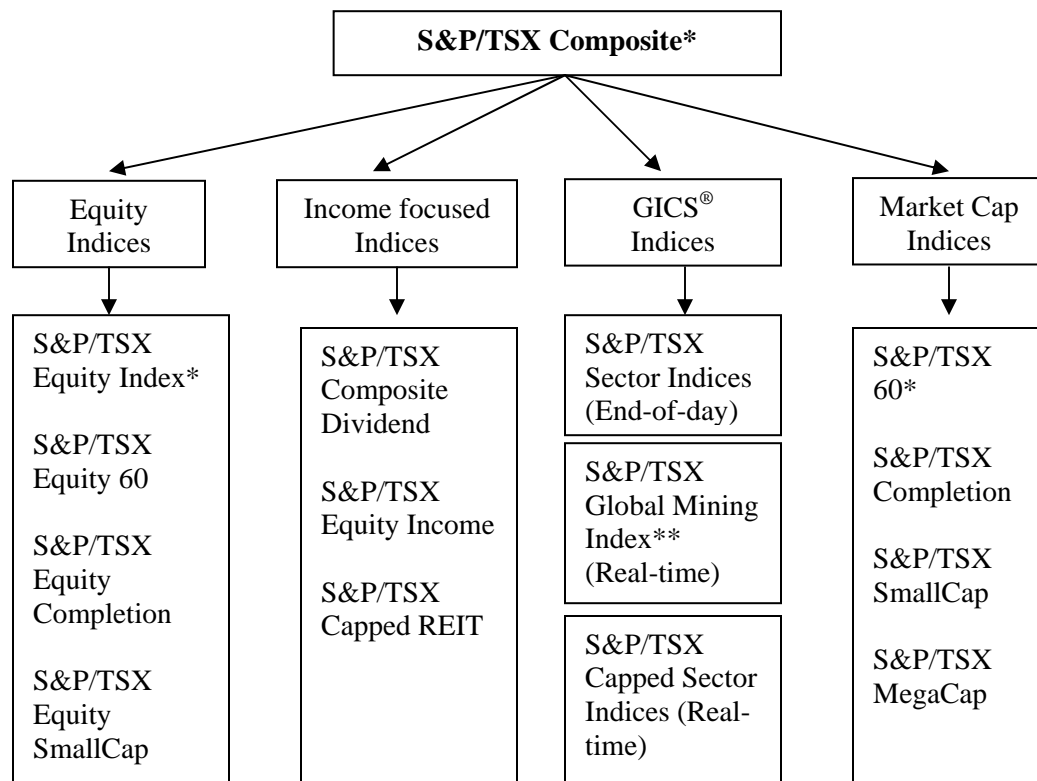 S&P/TSX Composite*
Equity
Indices
Income focused
Indices
GICS®
Indices
Market Cap
Indices
S&P/TSX
Equity Index*
S&P/TSX
Equity 60
S&P/TSX
Equity
Completion
S&P/TSX
Equity
SmallCap
S&P/TSX
Composite
Dividend
S&P/TSX
Equity Income
S&P/TSX
Capped REIT
S&P/TSX
Sector Indices
(End-of-day)
S&P/TSX
Global Mining
Index**
(Real-time)
S&P/TSX
Capped Sector
Indices (Real-
time)
S&P/TSX
60*
S&P/TSX
Completion
S&P/TSX
SmallCap
S&P/TSX
MegaCap